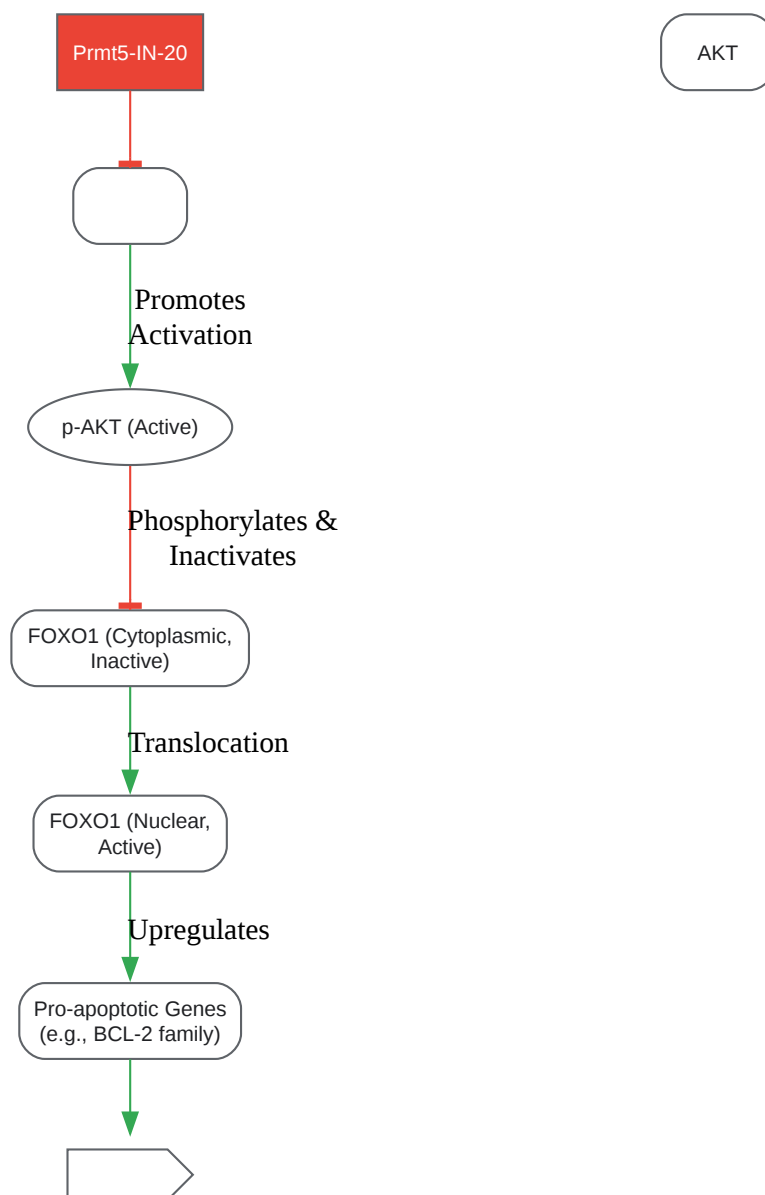 Prmt5-IN-20
AKT
Promotes
Activation
p-AKT (Active)
Phosphorylates &
Inactivates
FOXO1 (Cytoplasmic,
Inactive)
Translocation
FOXO1 (Nuclear,
Active)
Upregulates
Pro-apoptotic Genes
(e.g., BCL-2 family)